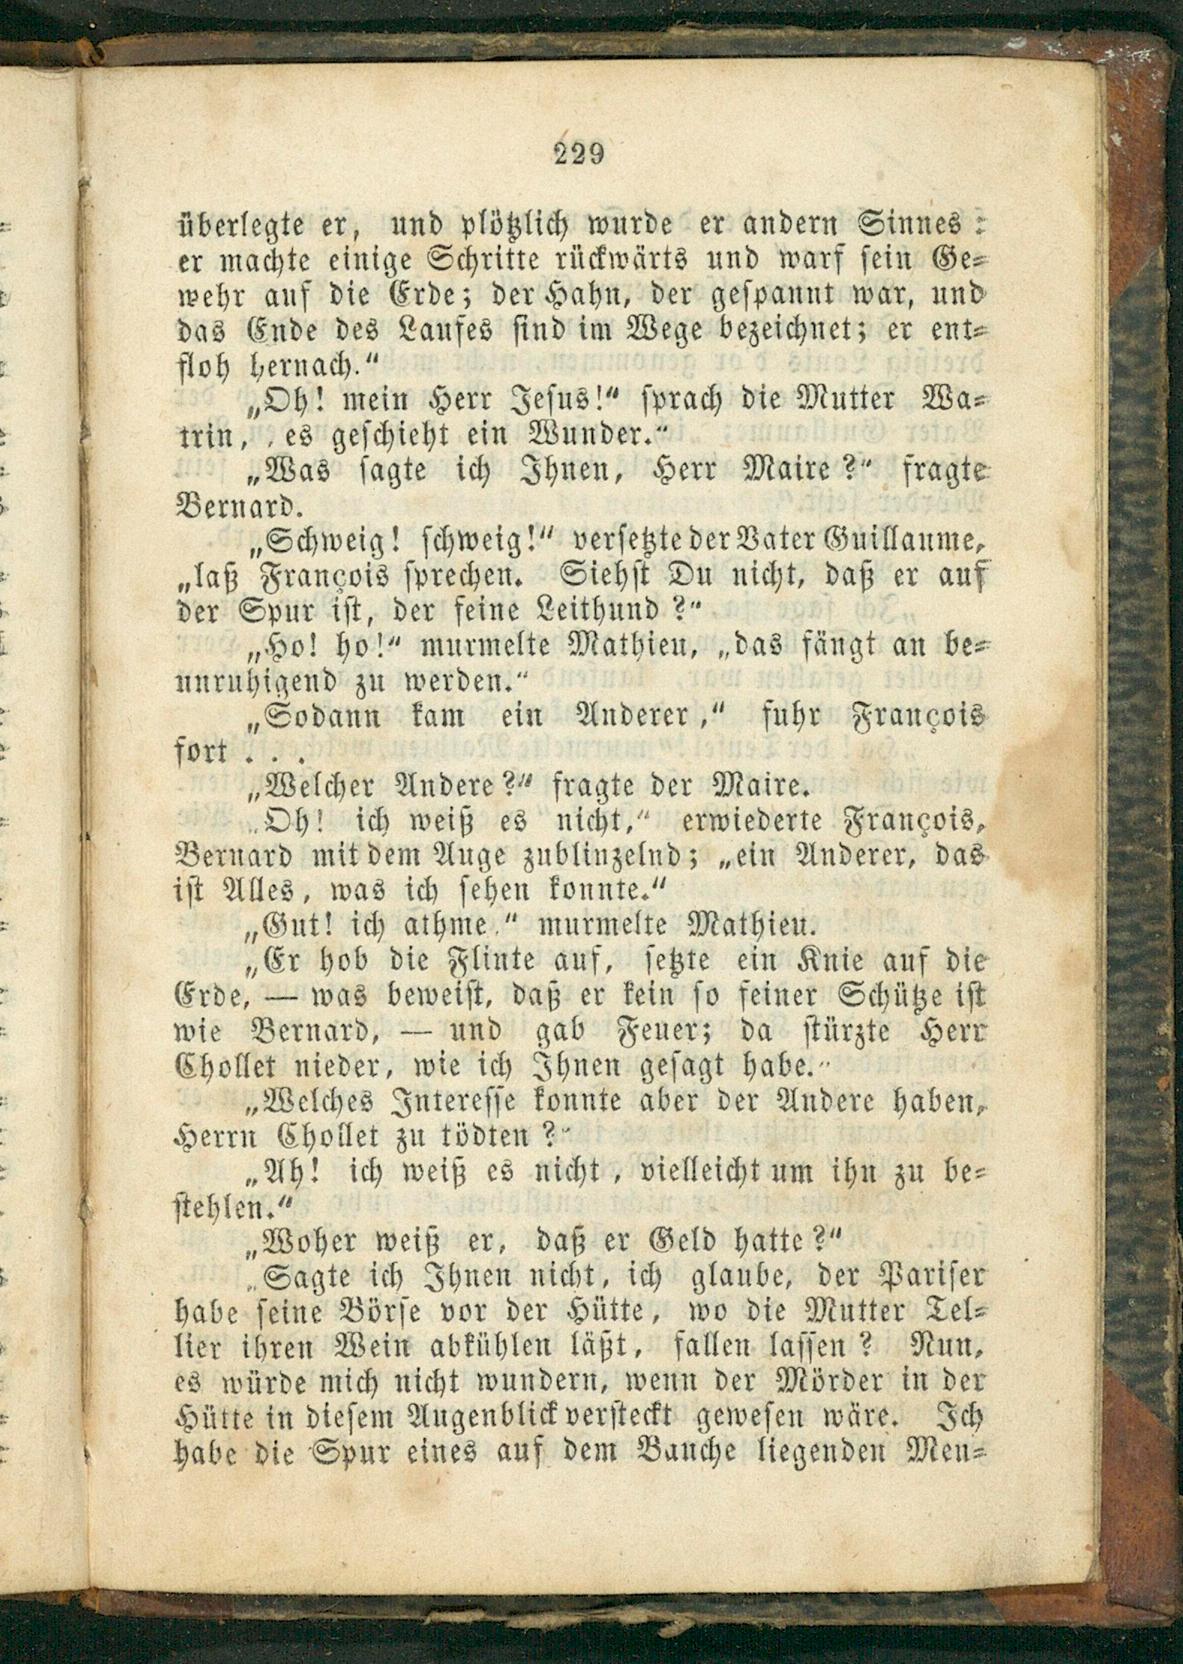 229
überlegte er, und plötzlich wurde er andern Sinnes:
er machte einige Schritte rückwärts und warf sein Ge=
wehr auf die Erde; der Hahn, der gespannt war, und
das Ende des Laufes sind im Wege bezeichnet; er ent=
floh hernach.“
„Oh! mein Herr Jesus!“ sprach die Mutter Wa=
trin, „es geschieht ein Wunder.“
„Was sagte ich Ihnen, Herr Maire?“ fragte
Bernard.
„Schweig! schweig!“ versetzte der Vater Guillaume,
„laß François sprechen. Siehst Du nicht, daß er auf
der Spur ist, der feine Leithund?“
„Ho! ho!“ murmelte Mathieu, „das fängt an be=
unruhigend zu werden.“
„Sodann kam ein Anderer,“ fuhr François
fort . . .
„Welcher Andere?“ fragte der Maire.
„Oh! ich weiß es nicht,“ erwiederte François,
Bernard mit dem Auge zublinzelnd; „ein Anderer, das
ist Alles, was ich sehen konnte.“
„Gut! ich athme,“ murmelte Mathieu.
„Er hob die Flinte auf, setzte ein Knie auf die
Erde, — was beweist, daß er kein so feiner Schütze ist
wie Bernard, — und gab Feuer; da stürzte Herr
Chollet nieder, wie ich Ihnen gesagt habe.“
„Welches Interesse konnte aber der Andere haben,
Herrn Chollet zu tödten?“
„Ah! ich weiß es nicht, vielleicht um ihn zu be=
stehlen.“
„Woher weiß er, daß er Geld hatte?“
„Sagte ich Ihnen nicht, ich glaube, der Pariser
habe seine Börse vor der Hütte, wo die Mutter Tel=
lier ihren Wein abkühlen läßt, fallen lassen? Nun,
es würde mich nicht wundern, wenn der Mörder in der
Hütte in diesem Augenblick versteckt gewesen wäre. Ich
habe die Spur eines auf dem Bauche liegenden Men=